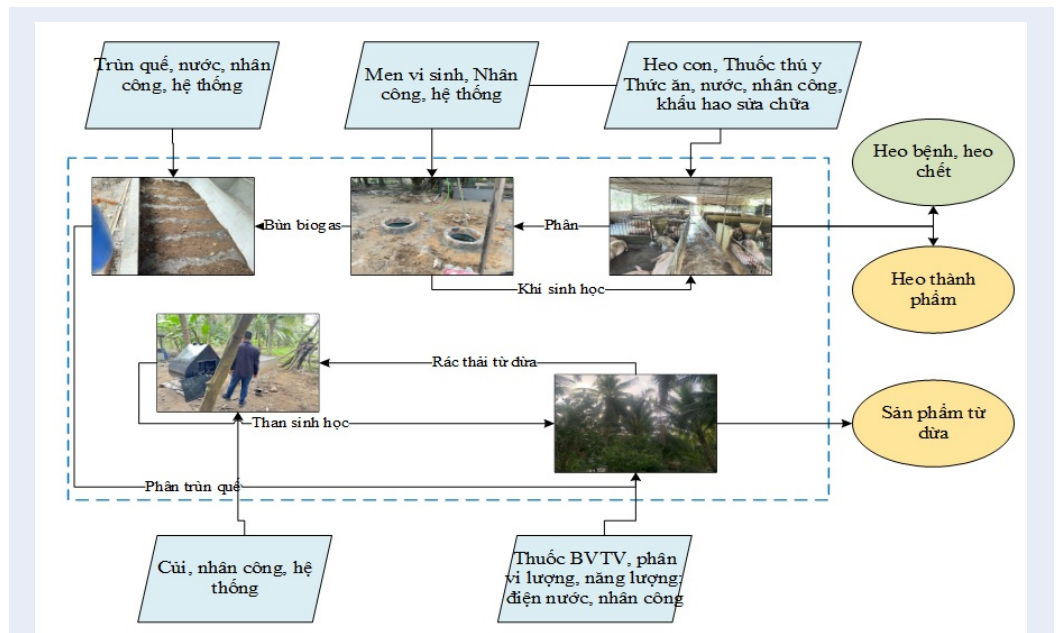 Trùn quế, nước, nhân
công, hệ thống
Men vi sinh, Nhân
công, hệ thống
Heo con, Thuốc thú y
Thức ăn, nước, nhân công,
khấu hao sửa chữa
Heo bệnh, heo
chết
Bùn biogas
Phân
Khí sinh học
Heo thành
phẩm
Rác thải từ dừa
Than sinh học
Sản phẩm từ
dừa
Phân trùn quế
Củi, nhân công, hệ
thống
Thuốc BVTV, phân
vi lượng, năng lượng:
điện nước, nhân công